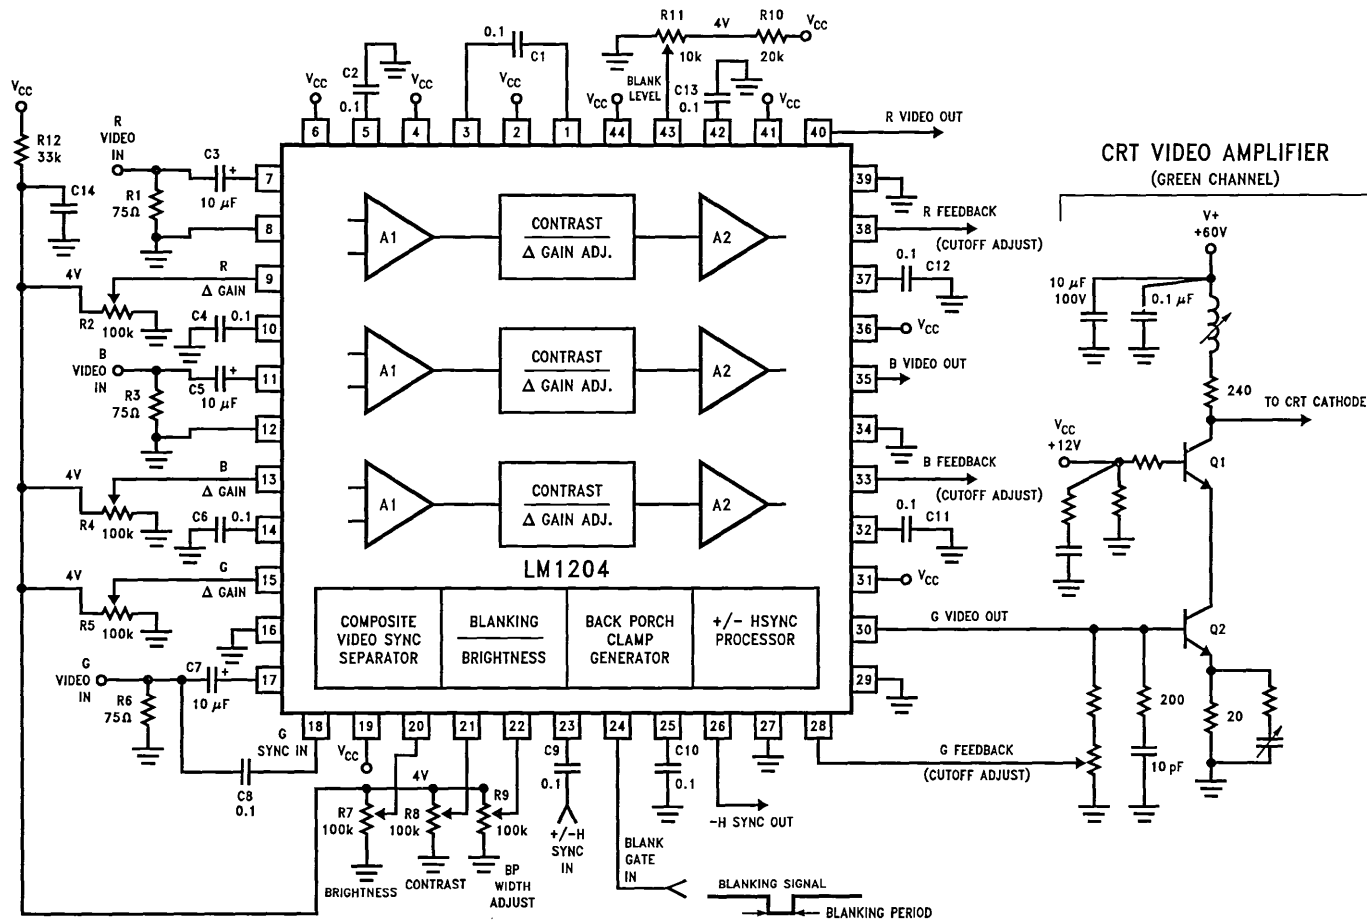 R11
4V
R10
VCC
10k
20k
BLANK
LEVEL
0.1
C1
C2
0.1
C13
0.1
VCC
VCC
VCC
VCC
VCC
6
5
4
3
2
1
44
43
42
41
40
R VIDEO OUT
VCC
R12
33k
C14
R
VIDEO
IN
C3
+
10 μF
R1
75Ω
7
8
4V
R
Δ GAIN
9
R2
100k
C4
0.1
10
B
VIDEO
IN
C5
+
10 μF
R3
75Ω
11
12
4V
B
Δ GAIN
13
R4
100k
C6
0.1
14
4V
G
Δ GAIN
15
R5
100k
16
G
VIDEO
IN
C7
+
10 μF
R6
75Ω
17
C8
0.1
A1
CONTRAST
Δ GAIN ADJ.
A2
A1
CONTRAST
Δ GAIN ADJ.
A2
A1
CONTRAST
Δ GAIN ADJ.
A2
LM1204
COMPOSITE
VIDEO SYNC
SEPARATOR
BLANKING
BRIGHTNESS
BACK PORCH
CLAMP
GENERATOR
+/- HSYNC
PROCESSOR
39
38
R FEEDBACK
(CUTOFF ADJUST)
37
0.1
C12
36
VCC
35
B VIDEO OUT
34
33
B FEEDBACK
(CUTOFF ADJUST)
32
0.1
C11
31
VCC
30
G VIDEO OUT
29
G
SYNC IN
18
19
20
21
22
23
24
25
26
27
28
VCC
4V
R7
100k
R8
100k
R9
100k
BRIGHTNESS
CONTRAST
BP
WIDTH
ADJUST
C9
0.1
+/-H
SYNC
IN
BLANK
GATE
IN
C10
0.1
-H SYNC OUT
G FEEDBACK
(CUTOFF ADJUST)
BLANKING SIGNAL
BLANKING PERIOD
CRT VIDEO AMPLIFIER
(GREEN CHANNEL)
V+
+60V
10 μF
100V
0.1 μF
240
TO CRT CATHODE
VCC
+12V
Q1
Q2
200
20
10 pF